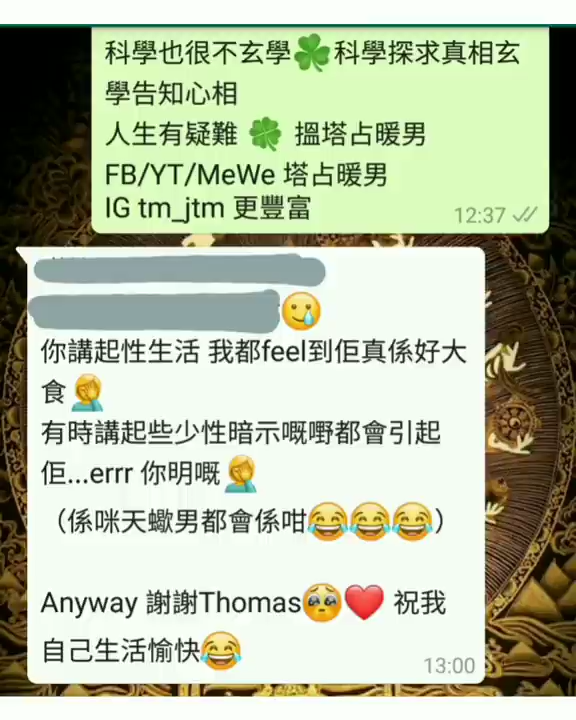 科學也很不玄學🍀科學探求真相玄
學告知心相
人生有疑難 🍀 搵塔占暖男
FB/YT/MeWe 塔占暖男
IG tm_jtm 更豐富
12:37
🥲
你講起性生活 我都feel到佢真係好大
食🤦
有時講起些少性暗示嘅嘢都會引起
佢...errr 你明嘅🤦
（係咪天蠍男都會係咁😂😂😂）
Anyway 謝謝Thomas🥹❤️ 祝我
自己生活愉快😂
13:00